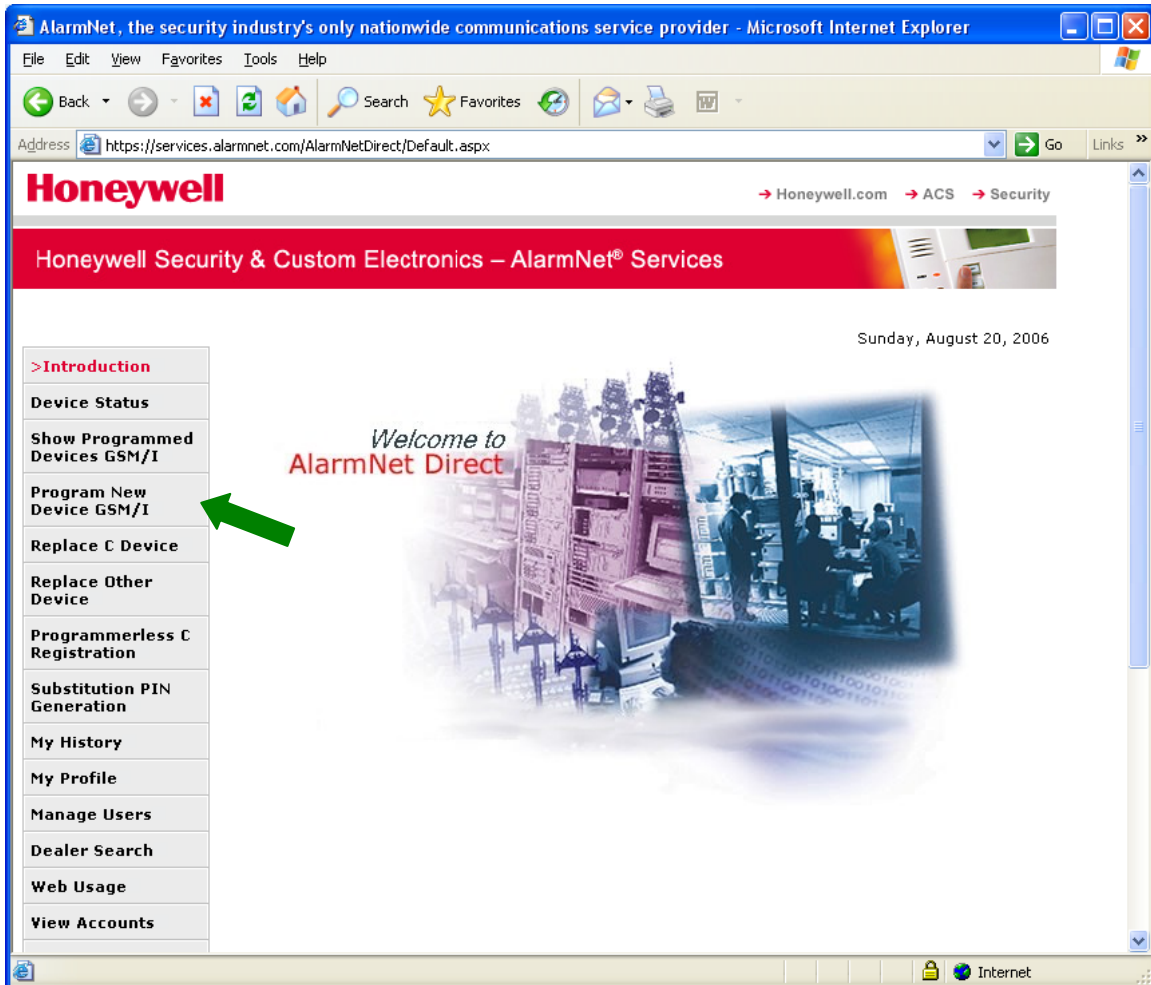 AlarmNet, the security industry's only nationwide communications service provider - Microsoft Internet Explorer
File Edit View Favorites Tools Help
Back Search Favorites
Address https://services.alarmnet.com/AlarmNetDirect/Default.aspx Go Links »
Honeywell
→ Honeywell.com → ACS → Security
Honeywell Security & Custom Electronics – AlarmNet® Services
Sunday, August 20, 2006
>Introduction
Device Status
Show Programmed
Devices GSM/I
Program New
Device GSM/I
Replace C Device
Replace Other
Device
Programmerless C
Registration
Substitution PIN
Generation
My History
My Profile
Manage Users
Dealer Search
Web Usage
View Accounts
Welcome to
AlarmNet Direct
Internet